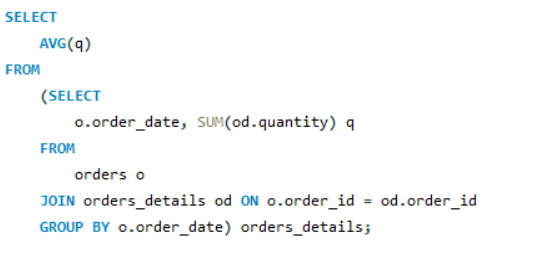 SELECT
AVG(q)
FROM
(SELECT
o.order_date, SUM(od.quantity) q
FROM
orders o
JOIN orders_details od ON o.order_id = od.order_id
GROUP BY o.order_date) orders_details;